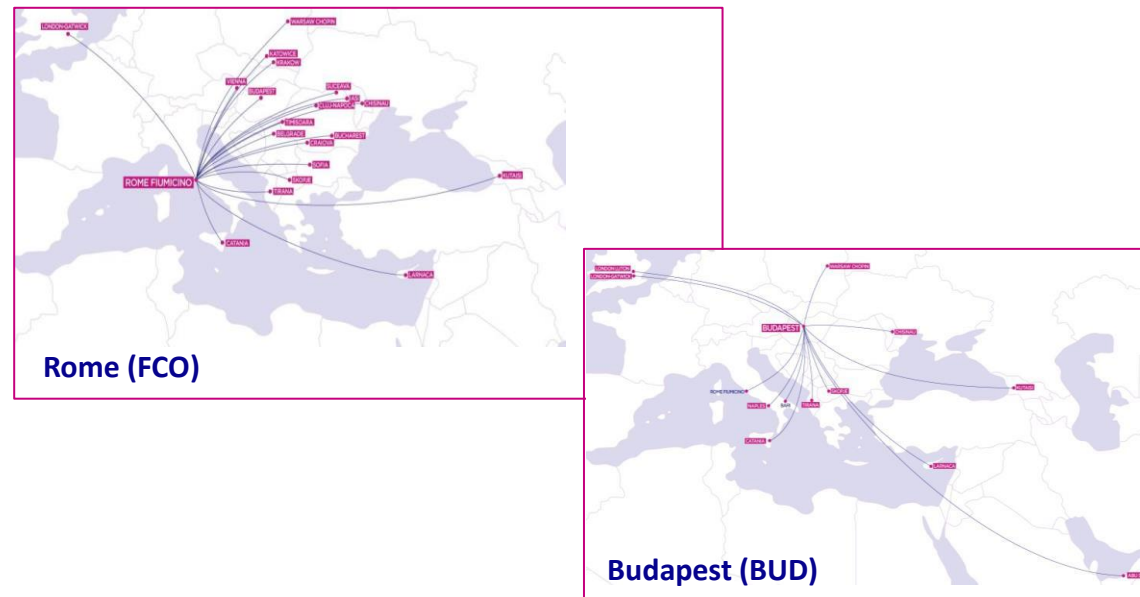 LONDON-GATWICK
WARSAW CHOPIN
KATOWICE
KRAKOW
VIENNA
BUDAPEST
SUCEAVA
IASI
CLUJ-NAPOCA
CHISINAU
TIMISOARA
BELGRADE
BUCHAREST
CRAIOVA
SOFIA
ROME FIUMICINO
SKOPJE
TIRANA
KUTAISI
CATANIA
LARNACA
Rome (FCO)
LONDON LUTON
LONDON-GATWICK
WARSAW CHOPIN
BUDAPEST
CHISINAU
ROME FIUMICINO
NAPLES
BARI
TIRANA
SKOPJE
KUTAISI
CATANIA
LARNACA
ABU
Budapest (BUD)